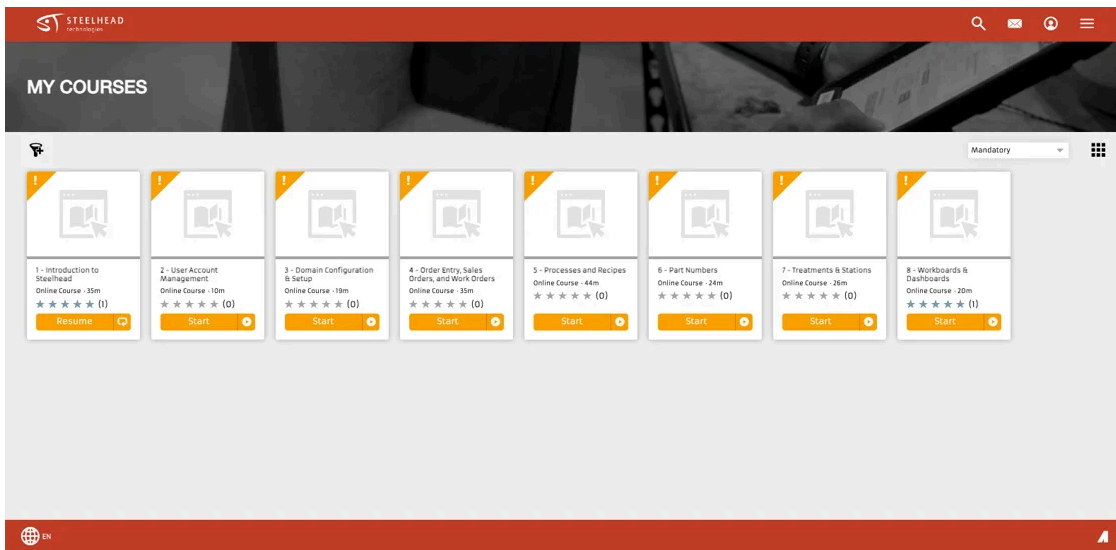 STEELHEAD
technologies
MY COURSES
Mandatory
!
1 - Introduction to
Steelhead
Online Course - 35m
(1)
Resume
!
2 - User Account
Management
Online Course - 10m
(0)
Start
!
3 - Domain Configuration
& Setup
Online Course - 19m
(0)
Start
!
4 - Order Entry, Sales
Orders, and Work Orders
Online Course - 35m
(0)
Start
!
5 - Processes and Recipes
Online Course - 44m
(0)
Start
!
6 - Part Numbers
Online Course - 24m
(0)
Start
!
7 - Treatments & Stations
Online Course - 26m
(0)
Start
!
8 - Workboards &
Dashboards
Online Course - 20m
(1)
Start
EN